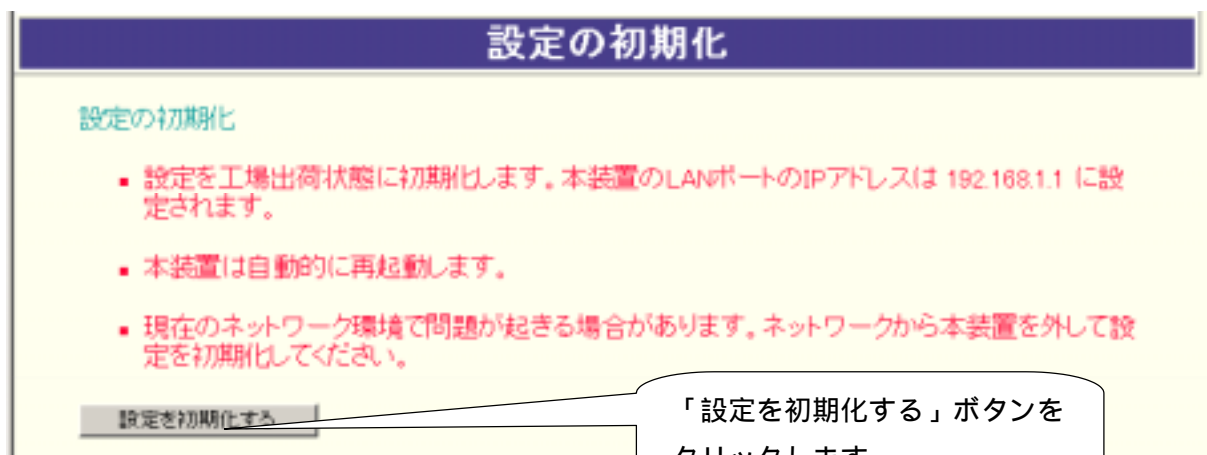 設定の初期化
設定の初期化
▪ 設定を工場出荷状態に初期化します。本装置のLANポートのIPアドレスは 192.168.1.1 に設
定されます。
▪ 本装置は自動的に再起動します。
▪ 現在のネットワーク環境で問題が起きる場合があります。ネットワークから本装置を外して設
定を初期化してください。
設定を初期化する
「設定を初期化する」ボタンを
クリックします